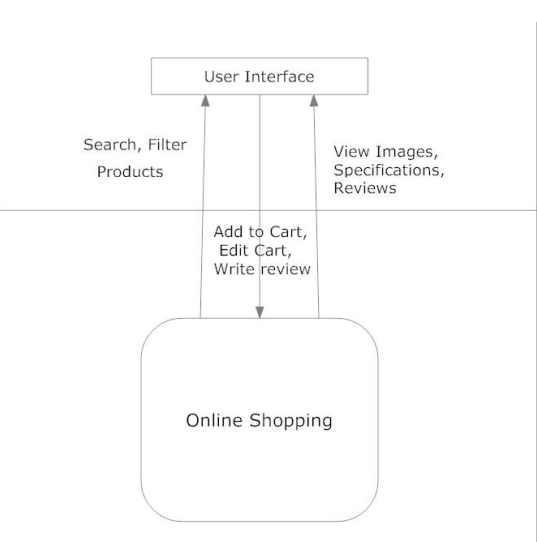 User Interface
Search, Filter
Products
View Images,
Specifications,
Reviews
Add to Cart,
Edit Cart,
Write review
Online Shopping